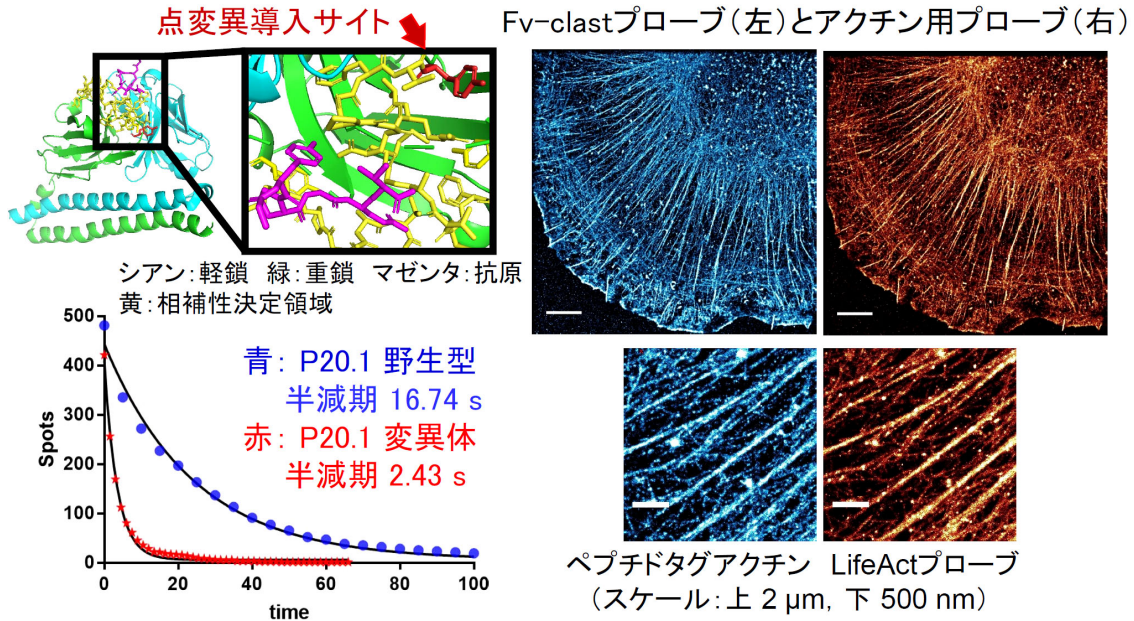 点変異導入サイト
Fv-clastプローブ(左)とアクチン用プローブ(右)
シアン:軽鎖 緑:重鎖 マゼンタ:抗原
黄:相補性決定領域
青: P20.1 野生型
半減期 16.74 s
赤: P20.1 変異体
半減期 2.43 s
Spots
500
400
300
200
100
0
0 20 40 60 80 100
time
ペプチドタグアクチン LifeActプローブ
(スケール:上 2 µm, 下 500 nm)